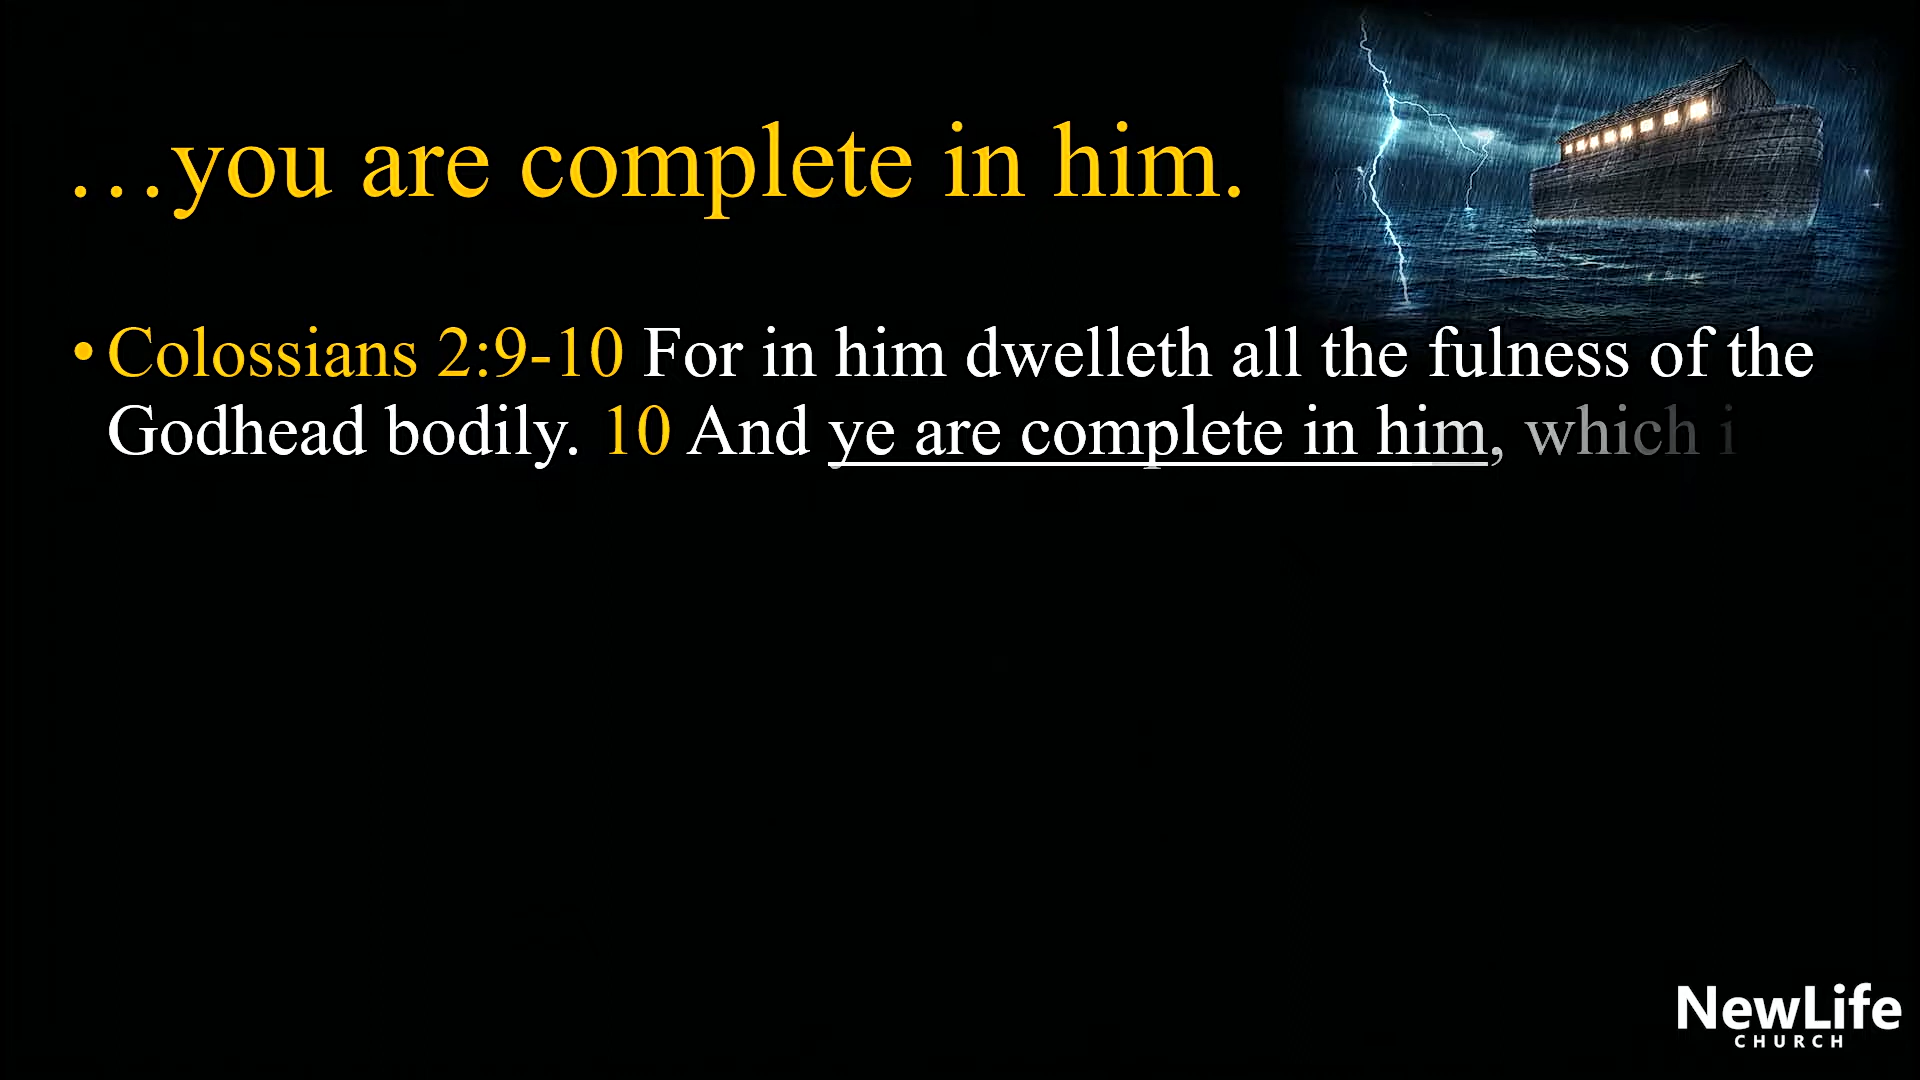 …you are complete in him.
• Colossians 2:9-10 For in him dwelleth all the fulness of the
Godhead bodily. 10 And ye are complete in him, which i
NewLife
CHURCH